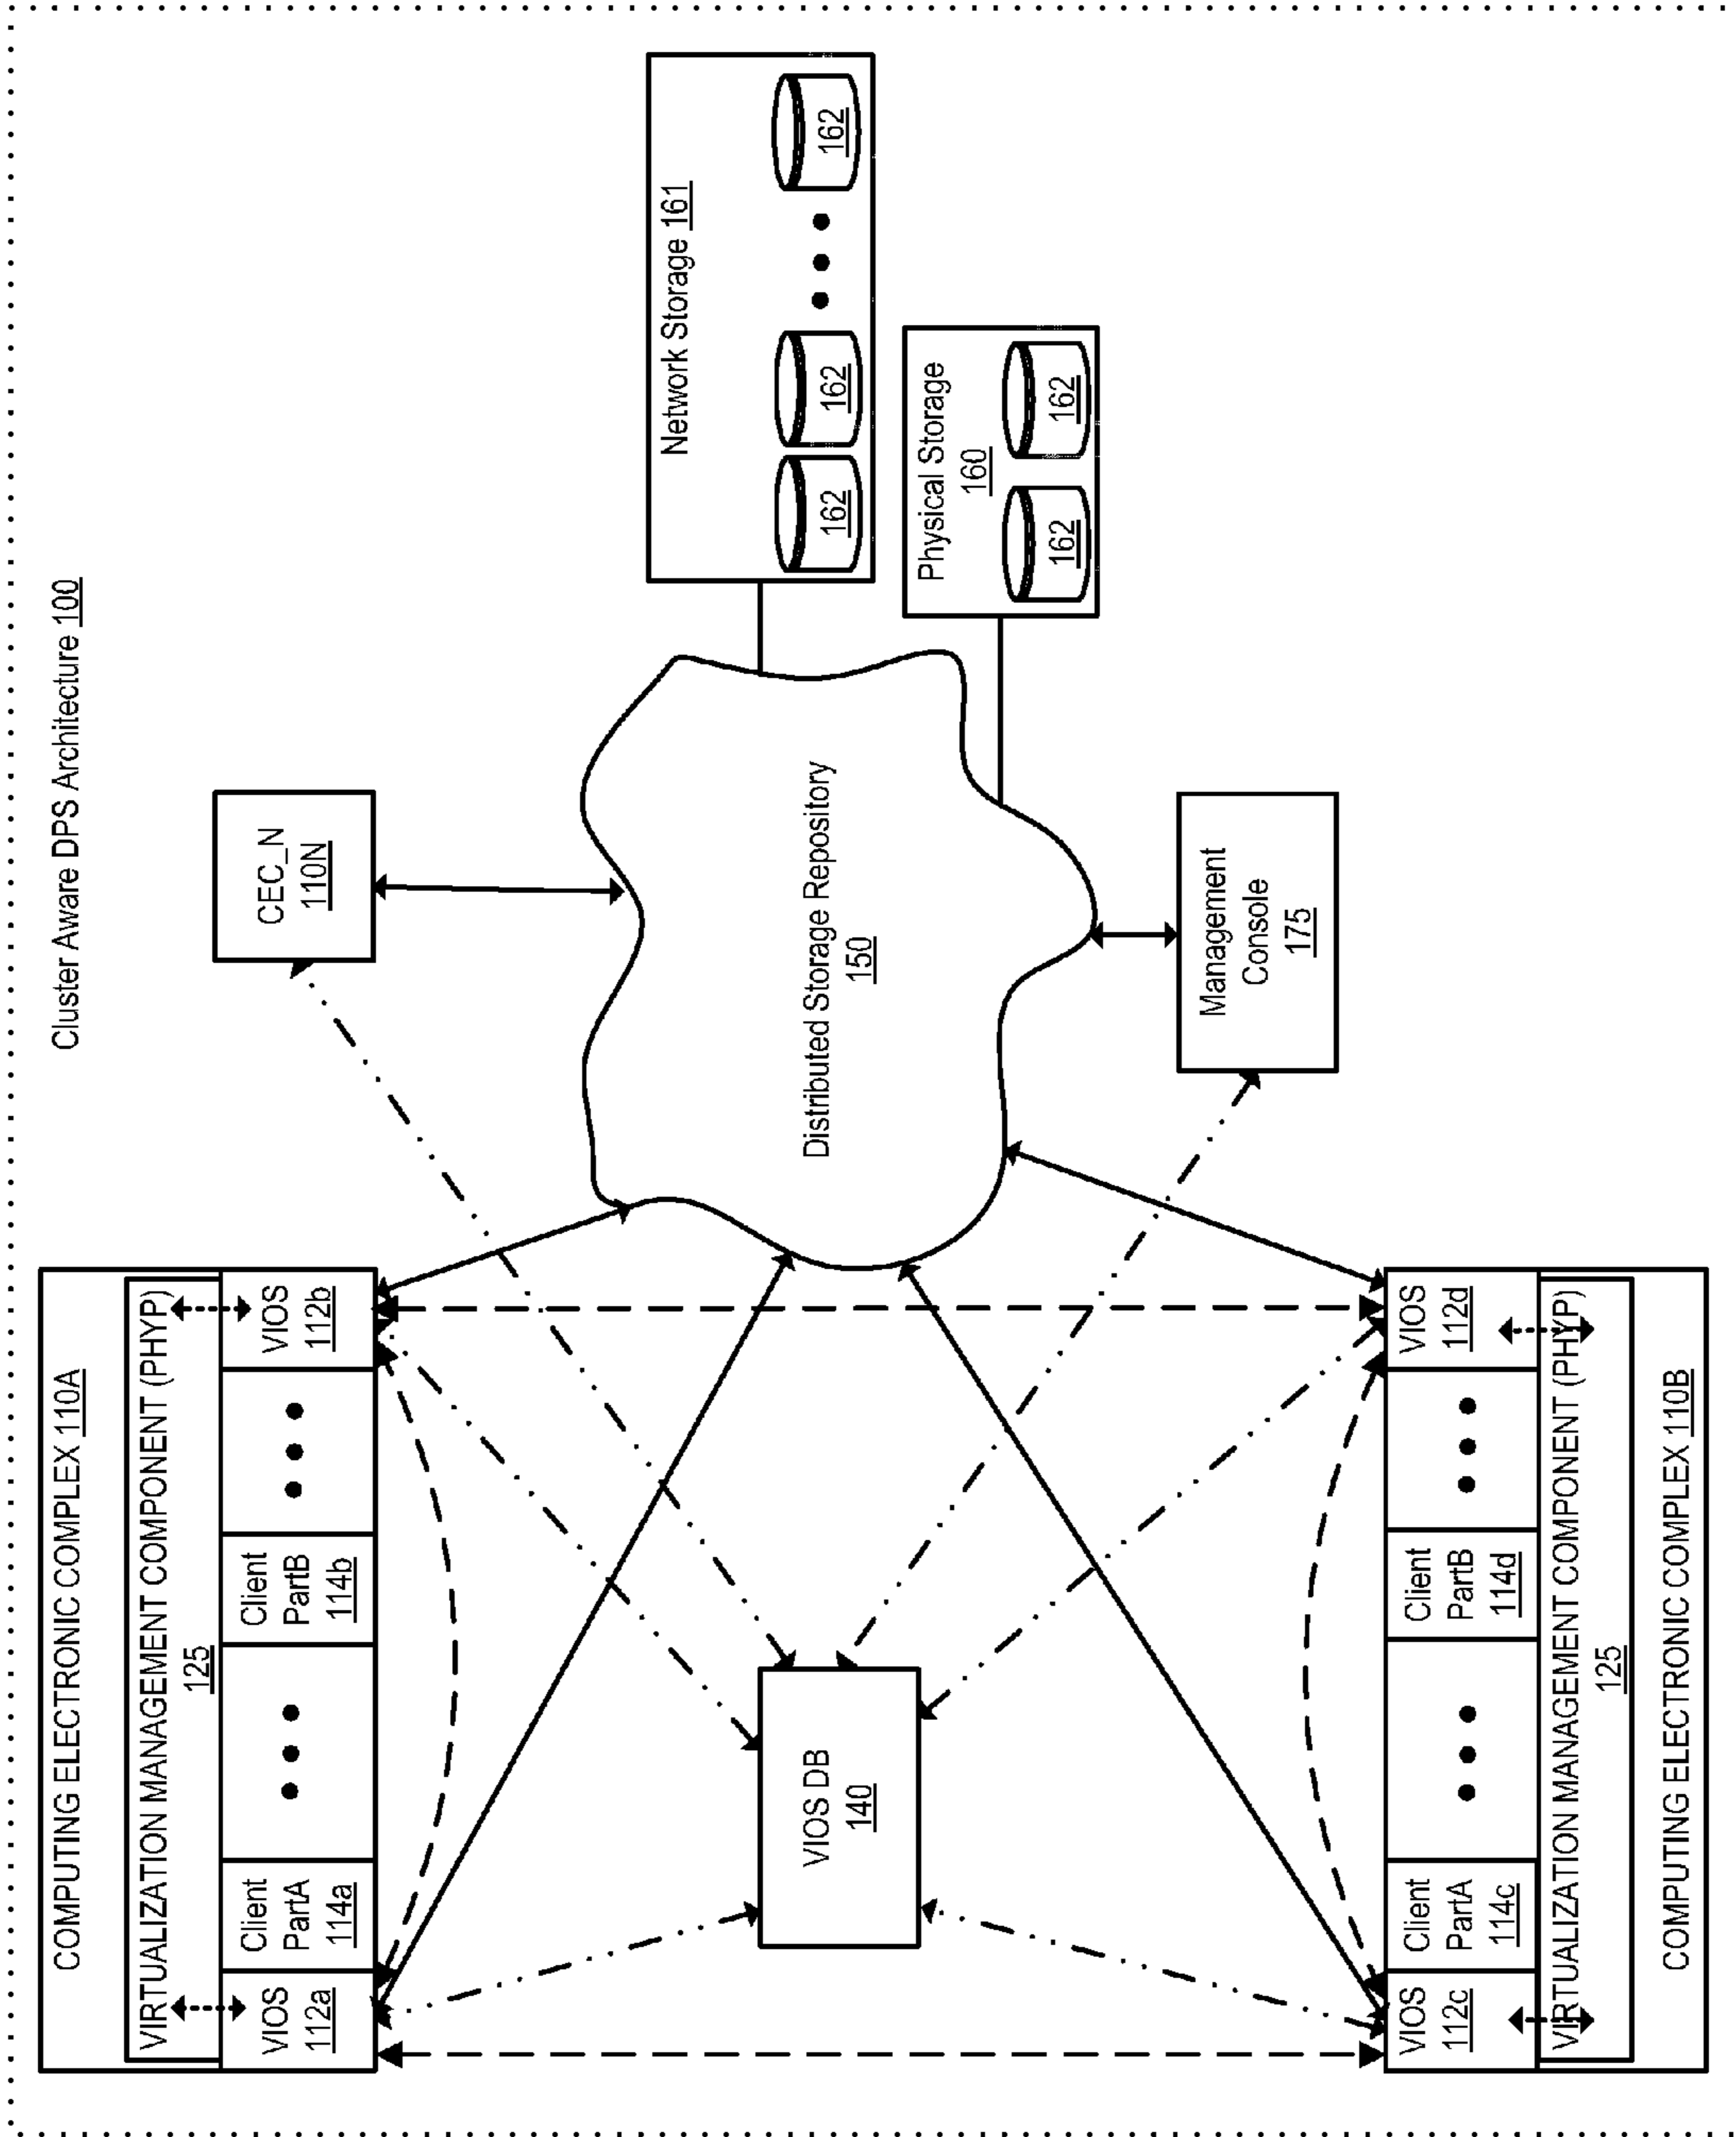 Cluster Aware DPS Architecture 100
COMPUTING ELECTRONIC COMPLEX 110A
VIRTUALIZATION MANAGEMENT COMPONENT (PHYP)
125
VIOS
112a
Client
PartA
114a
Client
PartB
114b
VIOS
112b
CEC_N
110N
Network Storage 161
162
162
162
Physical Storage
160
162
162
Distributed Storage Repository
150
VIOS DB
140
Management
Console
175
VIOS
112c
Client
PartA
114c
Client
PartB
114d
VIOS
112d
VIRTUALIZATION MANAGEMENT COMPONENT (PHYP)
125
COMPUTING ELECTRONIC COMPLEX 110B